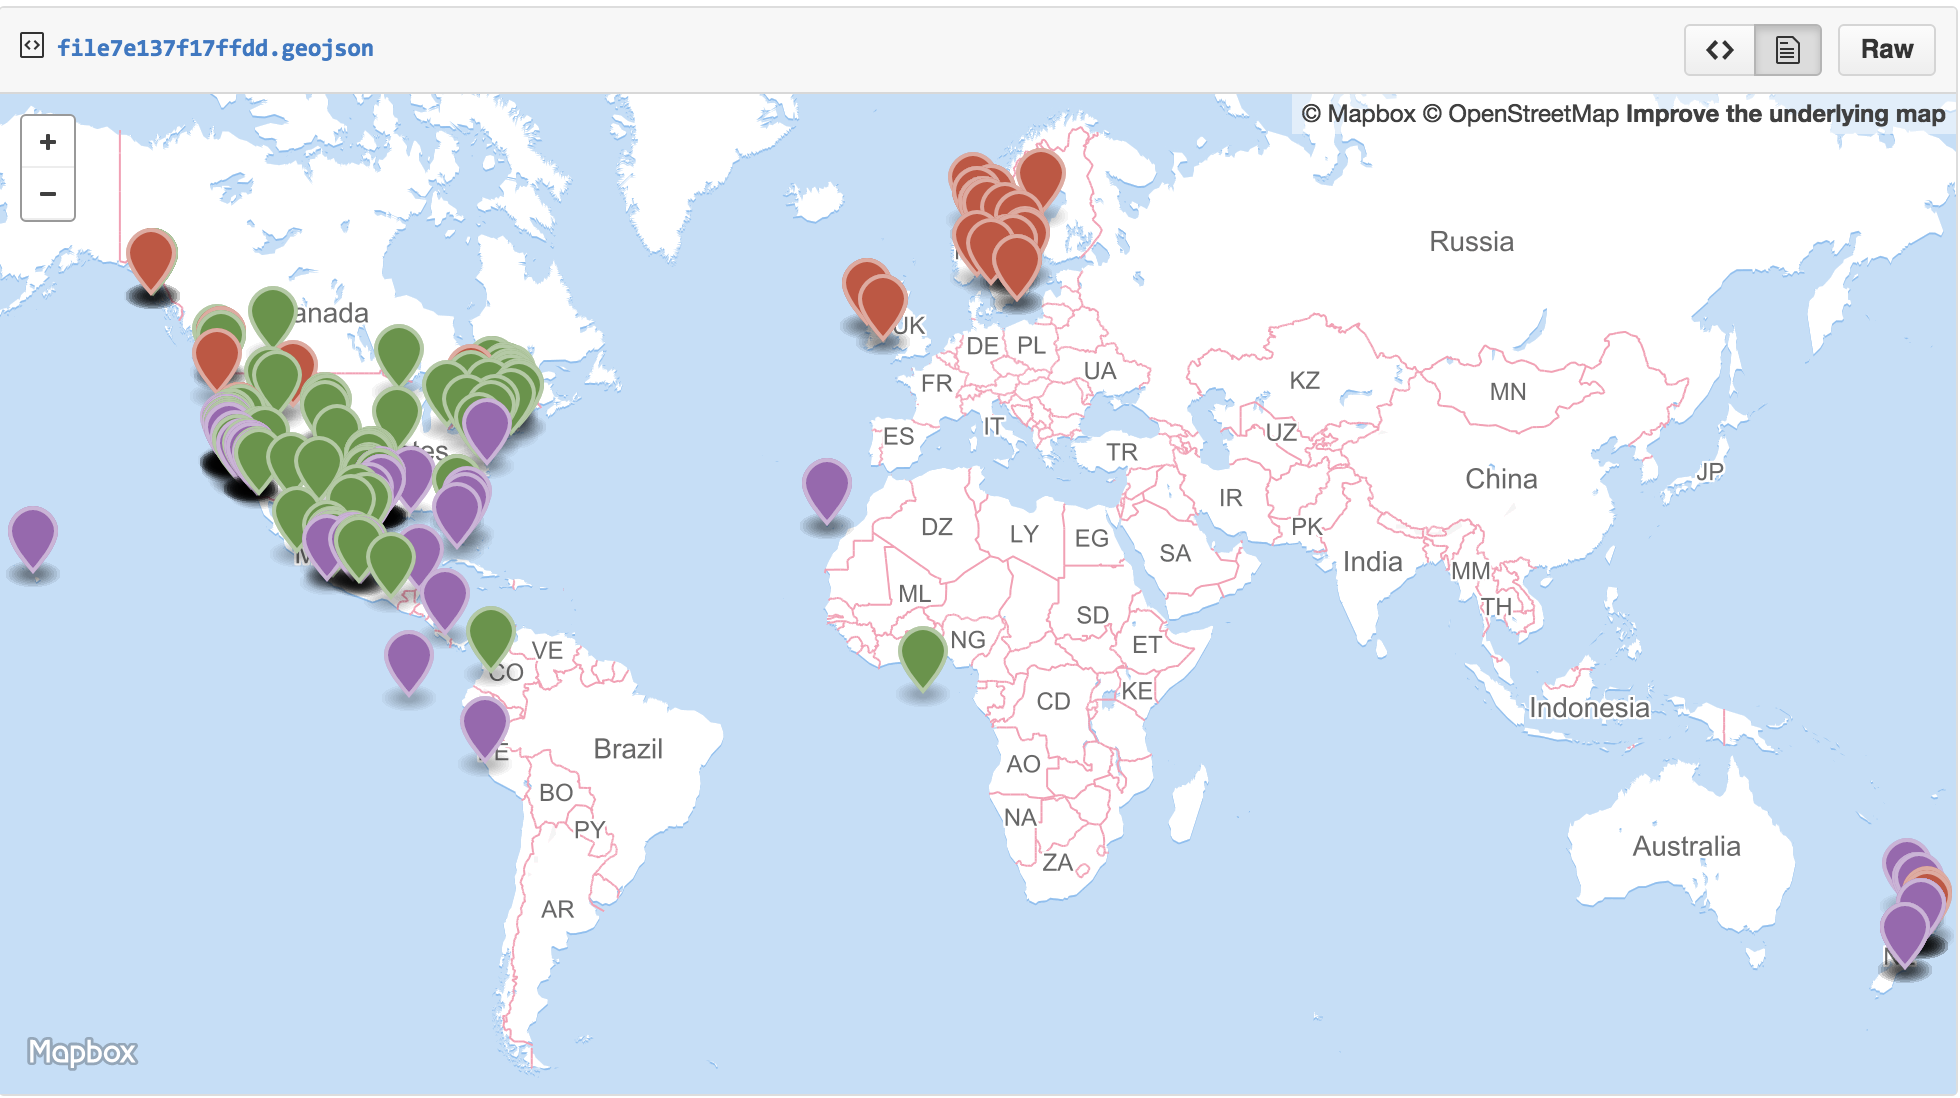 file7e137f17ffdd.geojson
Raw
© Mapbox © OpenStreetMap Improve the underlying map
+
−
Russia
anada
UK
DE
PL
UA
KZ
MN
FR
IT
ES
TR
UZ
tes
China
JP
IR
PK
DZ
LY
EG
SA
India
MM
TH
M
ML
SD
NG
ET
VE
CO
CD
KE
Indonesia
Brazil
E
AO
BO
NA
PY
ZA
Australia
AR
N
Mapbox